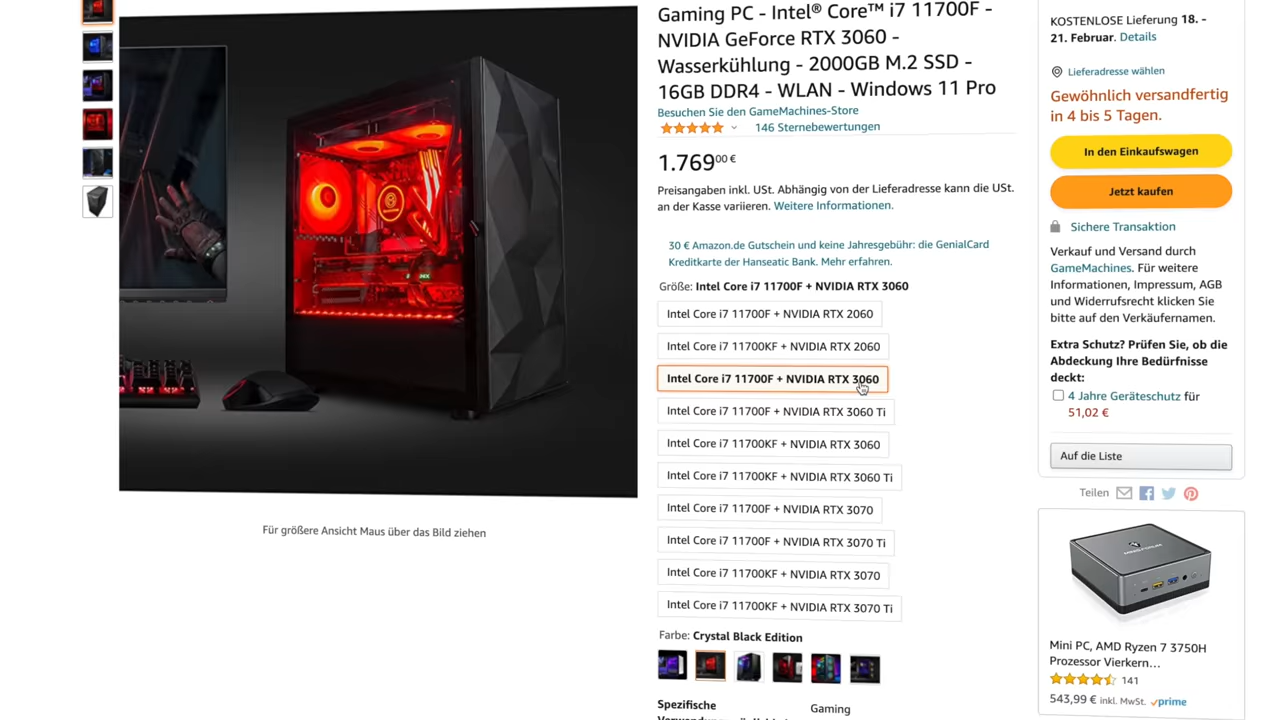 Gaming PC - Intel® Core™ i7 11700F -
NVIDIA GeForce RTX 3060 -
Wasserkühlung - 2000GB M.2 SSD -
16GB DDR4 - WLAN - Windows 11 Pro
Besuchen Sie den GameMachines-Store
146 Sternebewertungen
1.769⁰⁰ €
Preisangaben inkl. USt. Abhängig von der Lieferadresse kann die USt.
an der Kasse variieren. Weitere Informationen.
30 € Amazon.de Gutschein und keine Jahresgebühr: die GenialCard
Kreditkarte der Hanseatic Bank. Mehr erfahren.
Größe: Intel Core i7 11700F + NVIDIA RTX 3060
Intel Core i7 11700F + NVIDIA RTX 2060
Intel Core i7 11700KF + NVIDIA RTX 2060
Intel Core i7 11700F + NVIDIA RTX 3060
Intel Core i7 11700F + NVIDIA RTX 3060 Ti
Intel Core i7 11700KF + NVIDIA RTX 3060
Intel Core i7 11700KF + NVIDIA RTX 3060 Ti
Intel Core i7 11700F + NVIDIA RTX 3070
Intel Core i7 11700F + NVIDIA RTX 3070 Ti
Intel Core i7 11700KF + NVIDIA RTX 3070
Intel Core i7 11700KF + NVIDIA RTX 3070 Ti
Farbe: Crystal Black Edition
Spezifische
Gaming
Für größere Ansicht Maus über das Bild ziehen
KOSTENLOSE Lieferung 18. -
21. Februar. Details
Lieferadresse wählen
Gewöhnlich versandfertig
in 4 bis 5 Tagen.
In den Einkaufswagen
Jetzt kaufen
Sichere Transaktion
Verkauf und Versand durch
GameMachines. Für weitere
Informationen, Impressum, AGB
und Widerrufsrecht klicken Sie
bitte auf den Verkäufernamen.
Extra Schutz? Prüfen Sie, ob die
Abdeckung Ihre Bedürfnisse
deckt:
4 Jahre Geräteschutz für
51,02 €
Auf die Liste
Teilen
Mini PC, AMD Ryzen 7 3750H
Prozessor Vierkern...
141
543,99 € inkl. MwSt. prime